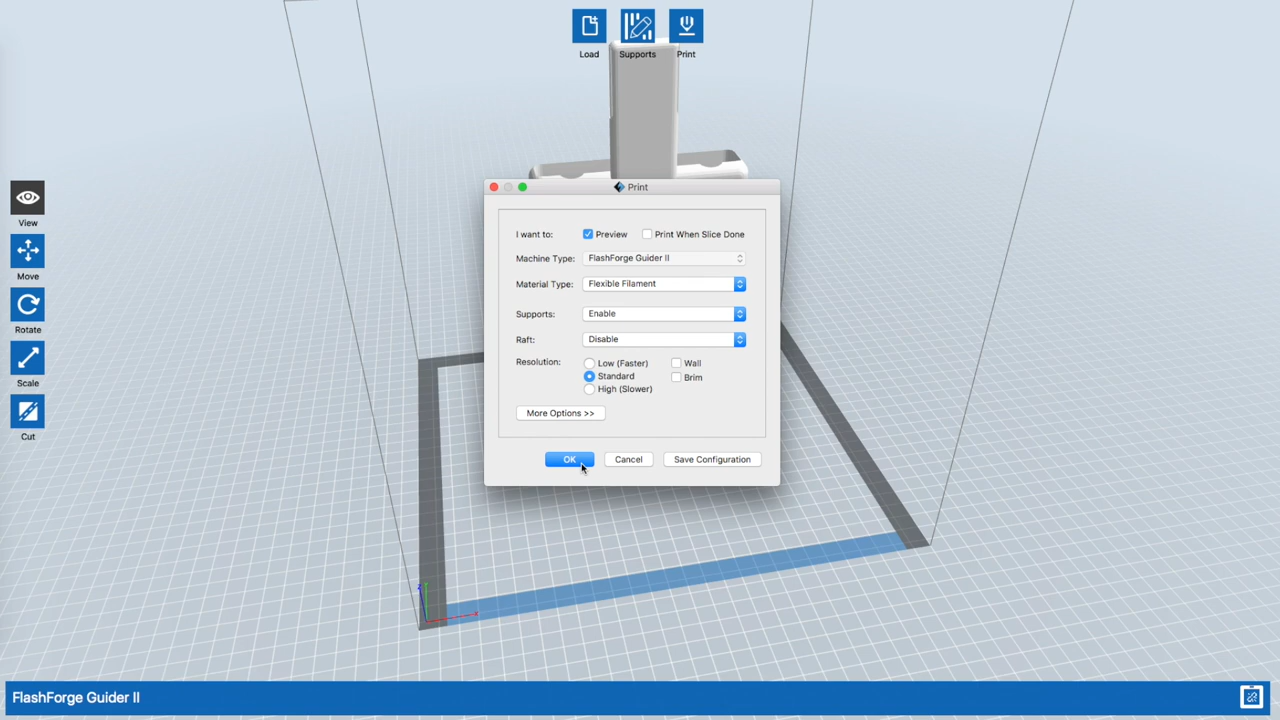 Load Supports Print
View
Move
Rotate
Scale
Cut
Print
I want to: Preview Print When Slice Done
Machine Type: FlashForge Guider II
Material Type: Flexible Filament
Supports: Enable
Raft: Disable
Resolution: Low (Faster) Wall
Standard Brim
High (Slower)
More Options >>
OK Cancel Save Configuration
z
x
FlashForge Guider II